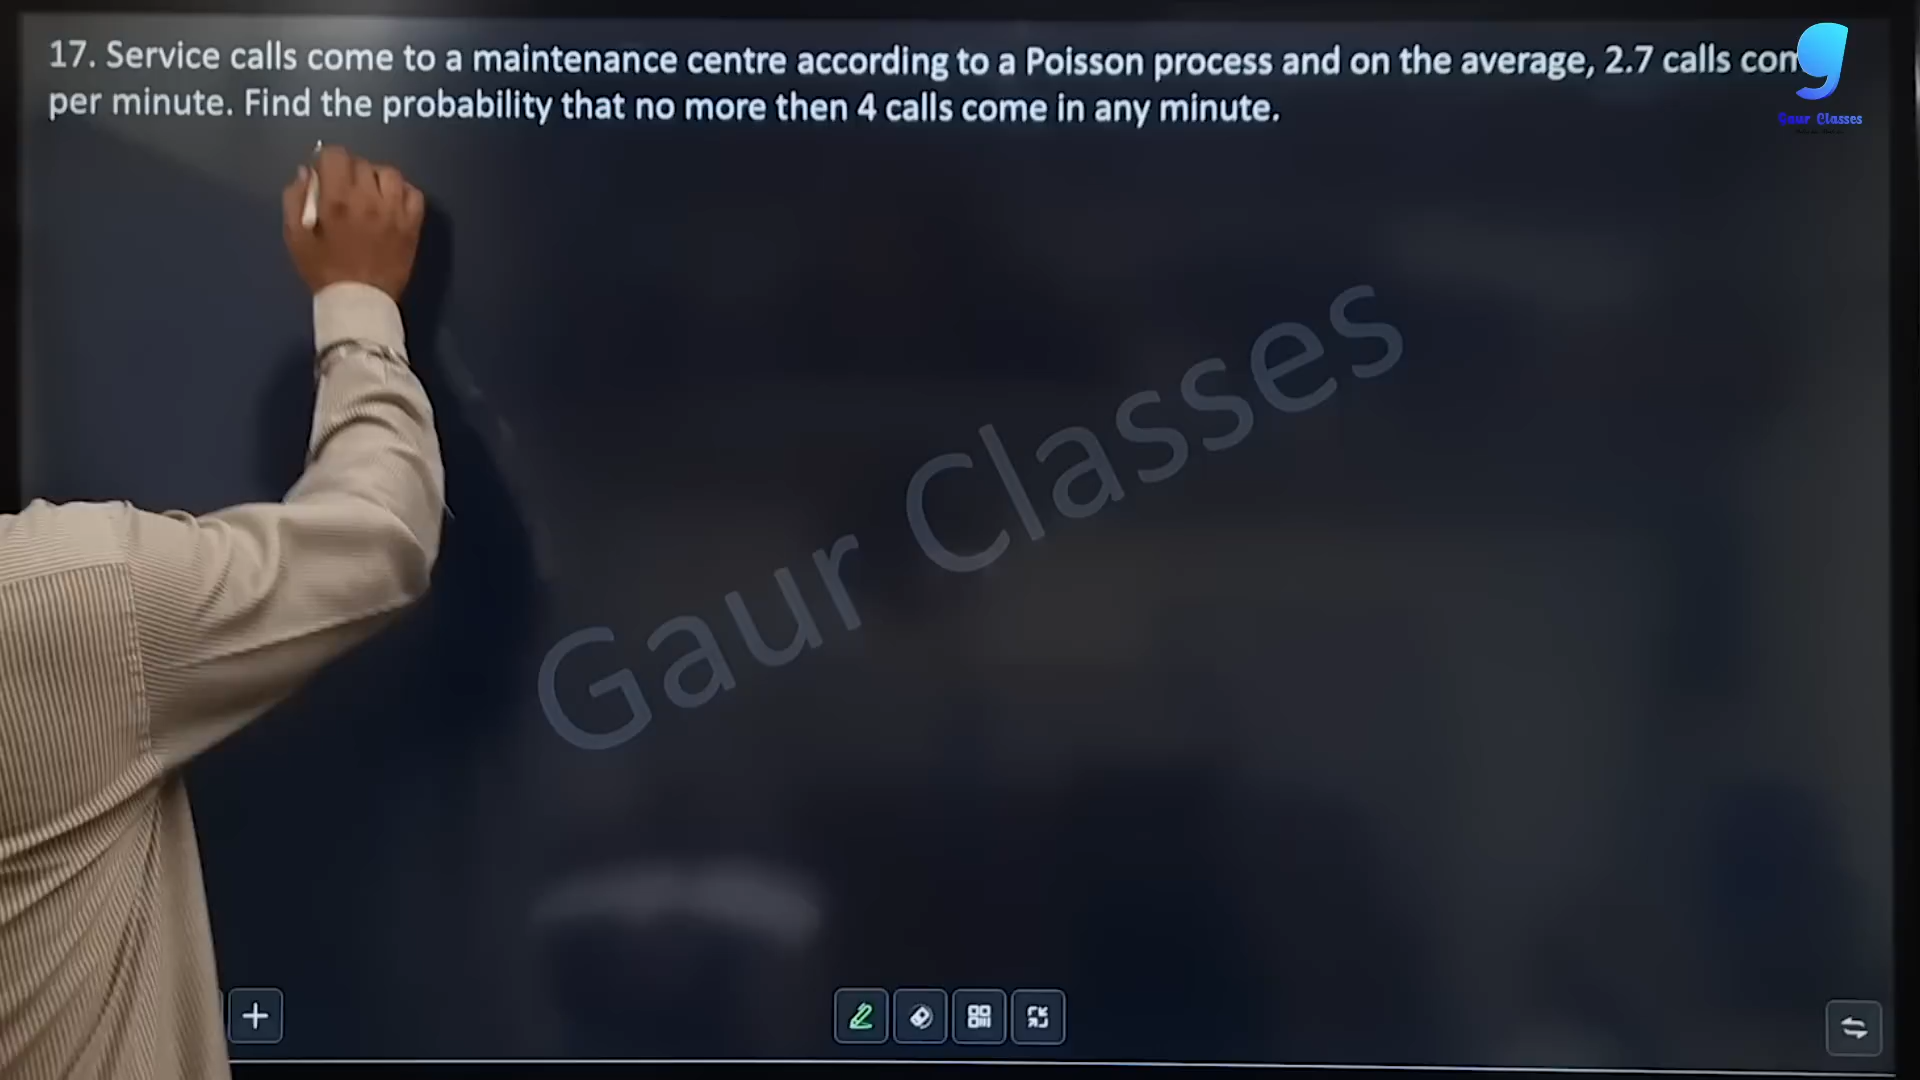 17. Service calls come to a maintenance centre according to a Poisson process and on the average, 2.7 calls
per minute. Find the probability that no more then 4 calls come in any minute.
Gaur Classes
Gaur Classes